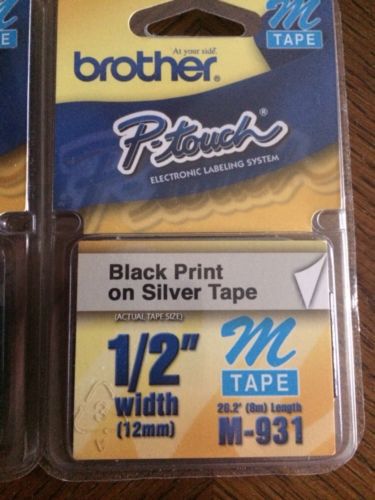 At your side.
brother®
M
TAPE
P-touch®
ELECTRONIC LABELING SYSTEM
Black Print
on Silver Tape
(ACTUAL TAPE SIZE)
1/2"
width
(12mm)
M
TAPE
26.2' (8m) Length
M-931